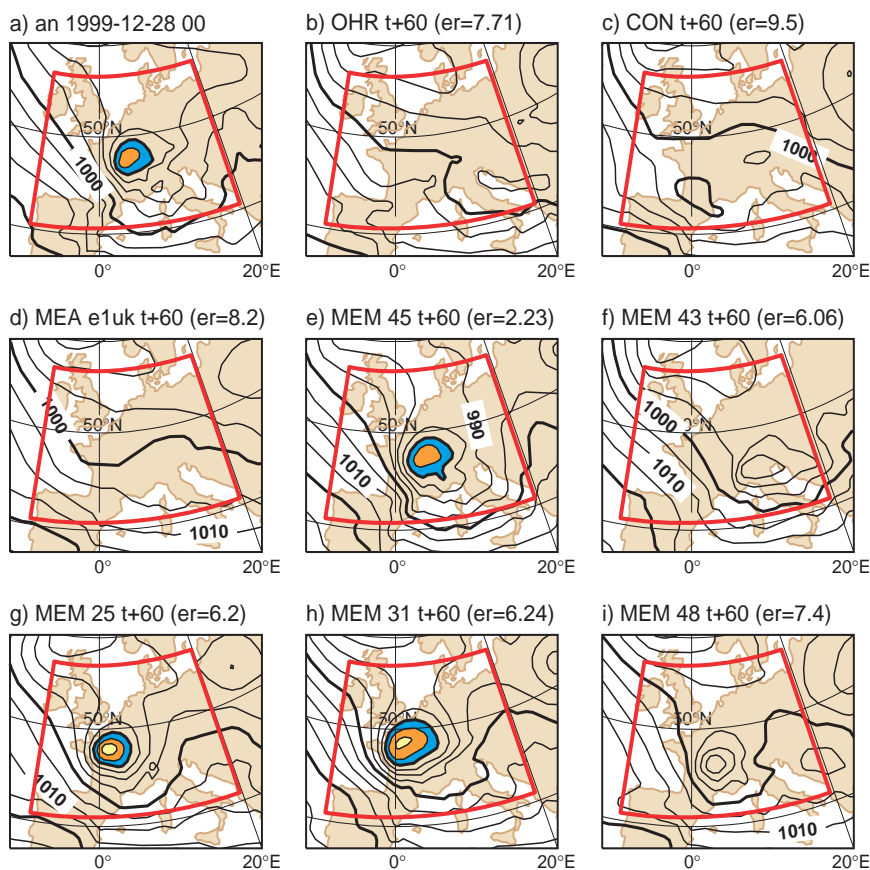 a) an 1999-12-28 00
b) OHR t+60 (er=7.71)
c) CON t+60 (er=9.5)
50°N
1000
0°
20°E
50°N
0°
20°E
50°N
1000
0°
20°E
d) MEA e1uk t+60 (er=8.2)
e) MEM 45 t+60 (er=2.23)
f) MEM 43 t+60 (er=6.06)
1000
50°N
1010
0°
20°E
50°N
990
1010
0°
20°E
1000
0°N
1010
0°
20°E
g) MEM 25 t+60 (er=6.2)
h) MEM 31 t+60 (er=6.24)
i) MEM 48 t+60 (er=7.4)
50°N
1010
0°
20°E
50°N
0°
20°E
50°N
1010
0°
20°E